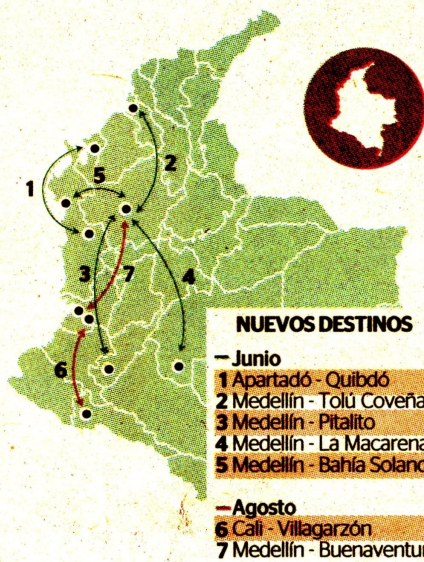 1
5
2
3
7
4
6
NUEVOS DESTINOS
Junio
1 Apartadó - Quibdó
2 Medellín - Tolú Coveña
3 Medellín - Pitalito
4 Medellín - La Macarena
5 Medellín - Bahía Solano
Agosto
6 Cali - Villagarzón
7 Medellín - Buenaventur